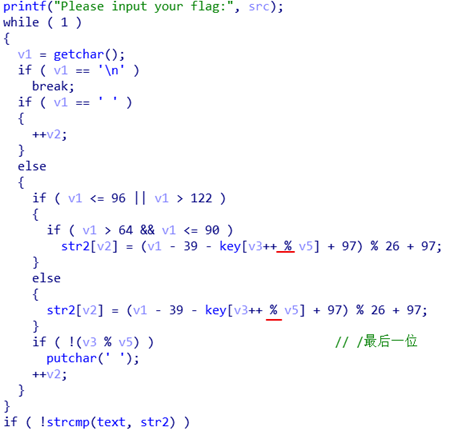 printf("Please input your flag:", src);
while ( 1 )
{
v1 = getchar();
if ( v1 == '\n' )
break;
if ( v1 == ' ' )
{
++v2;
}
else
{
if ( v1 <= 96 || v1 > 122 )
{
if ( v1 > 64 && v1 <= 90 )
str2[v2] = (v1 - 39 - key[v3++ % v5] + 97) % 26 + 97;
}
else
{
str2[v2] = (v1 - 39 - key[v3++ % v5] + 97) % 26 + 97;
}
if ( !(v3 % v5) ) // /最后一位
putchar(' ');
++v2;
}
}
if ( !strcmp(text, str2) )